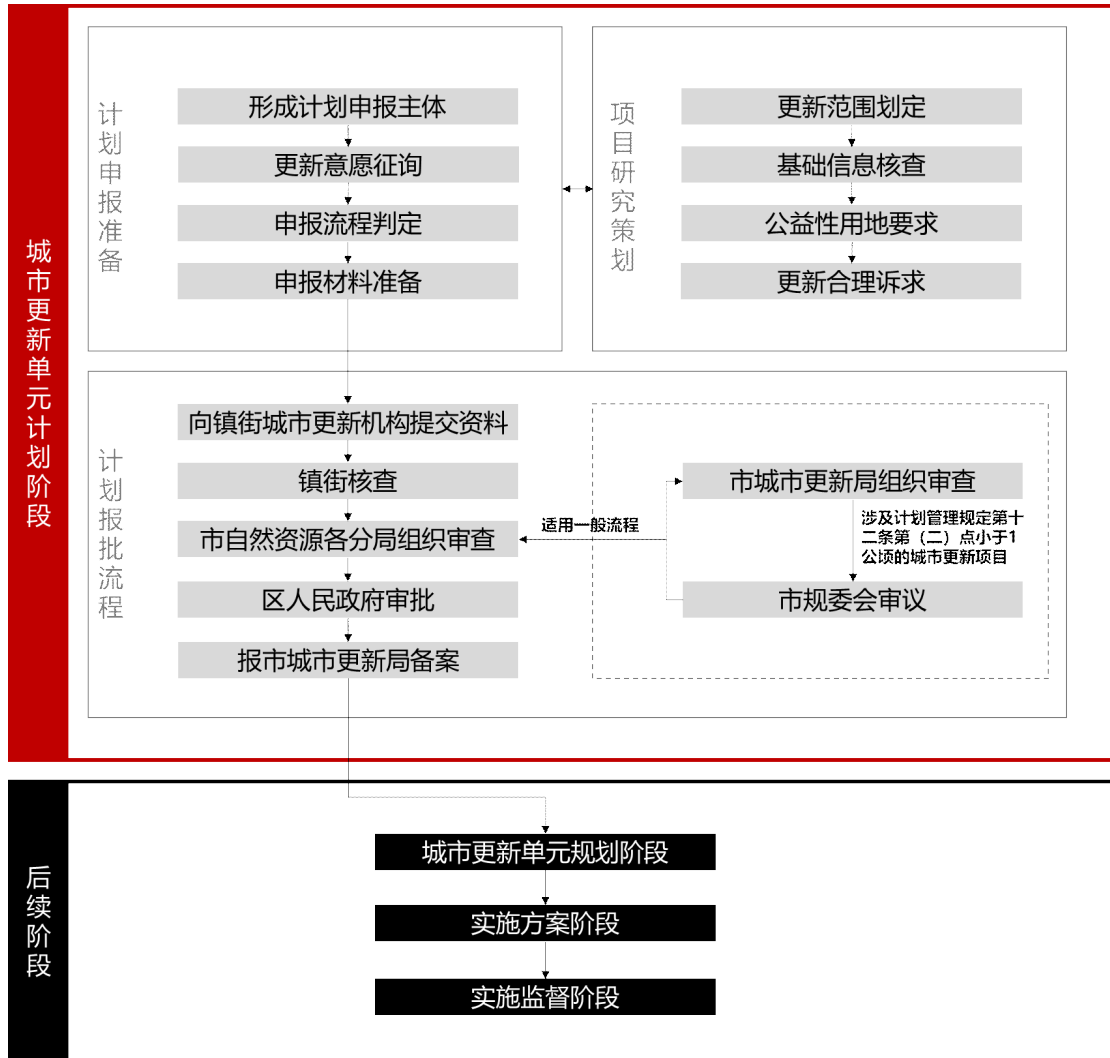 城市更新单元计划阶段
计划申报准备
形成计划申报主体
更新意愿征询
申报流程判定
申报材料准备
项目研究策划
更新范围划定
基础信息核查
公益性用地要求
更新合理诉求
计划报批流程
向镇街城市更新机构提交资料
镇街核查
市自然资源各分局组织审查
区人民政府审批
报市城市更新局备案
适用一般流程
市城市更新局组织审查
涉及计划管理规定第十
二条第（二）点小于1
公顷的城市更新项目
市规委会审议
后续阶段
城市更新单元规划阶段
实施方案阶段
实施监督阶段